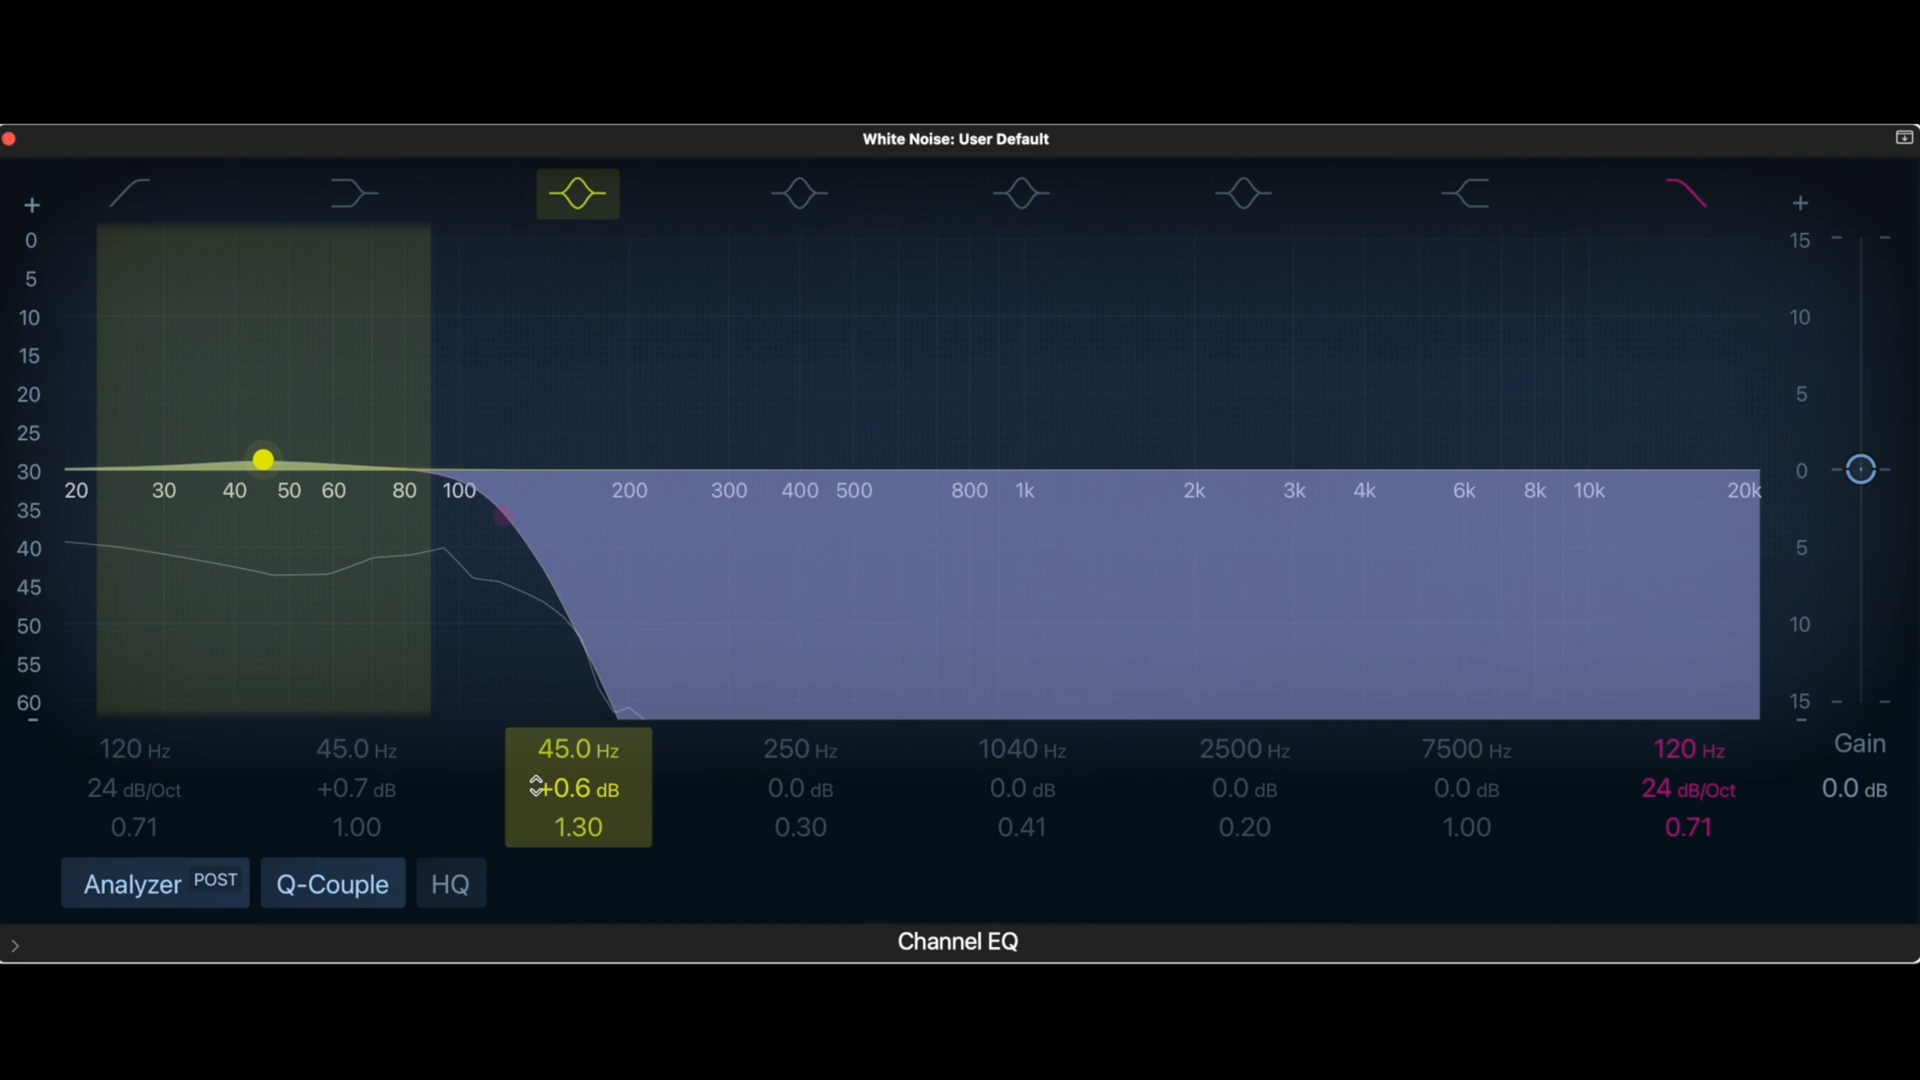 White Noise: User Default
+ +
0 15
5
10 10
15
20 5
25
30 0
20 30 40 50 60 80 100 200 300 400 500 800 1k 2k 3k 4k 6k 8k 10k 20k
35
40 5
45
50 10
55
60 15
- -
120 Hz 45.0 Hz 45.0 Hz 250 Hz 1040 Hz 2500 Hz 7500 Hz 120 Hz Gain
24 dB/Oct +0.7 dB +0.6 dB 0.0 dB 0.0 dB 0.0 dB 0.0 dB 24 dB/Oct 0.0 dB
0.71 1.00 1.30 0.30 0.41 0.20 1.00 0.71
Analyzer POST Q-Couple HQ
Channel EQ